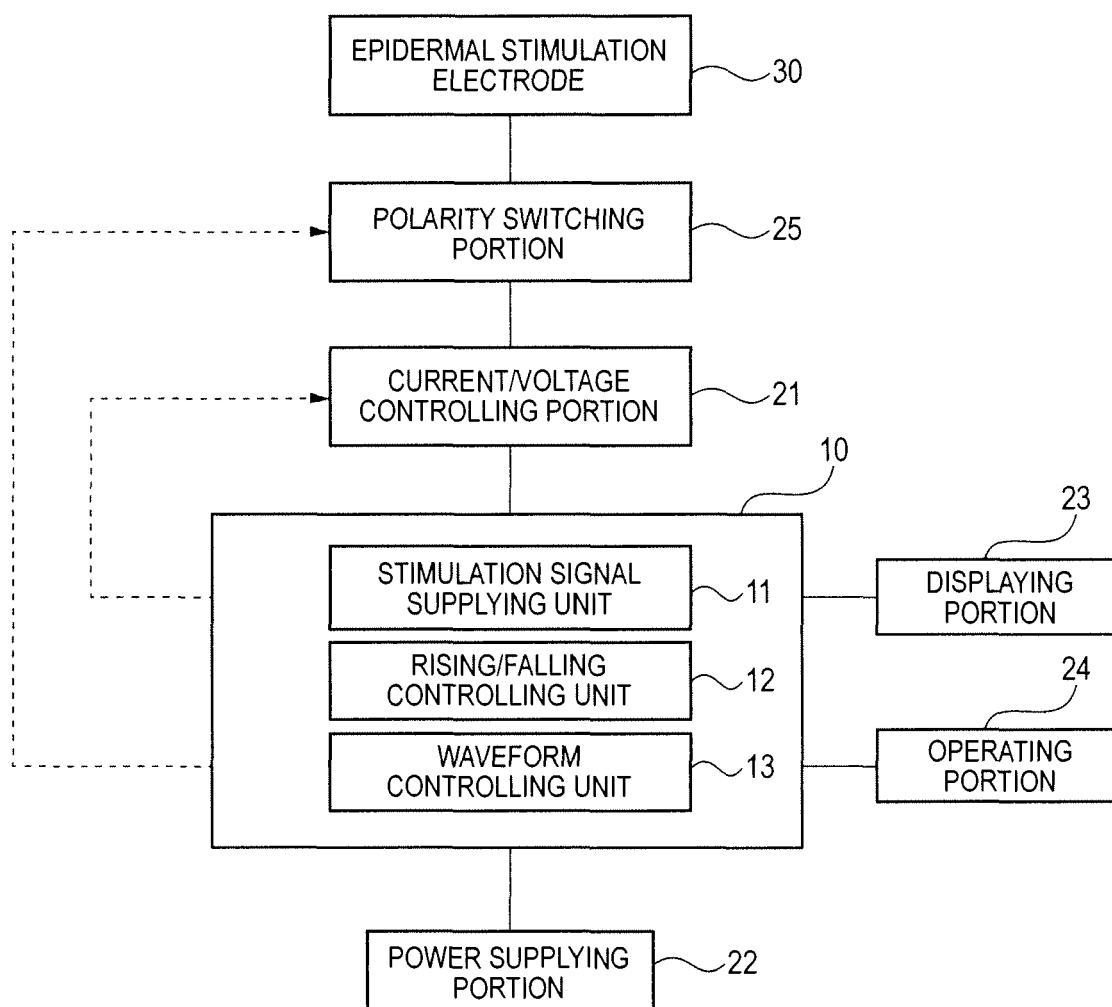 EPIDERMAL STIMULATION
ELECTRODE
30
POLARITY SWITCHING
PORTION
25
CURRENT/VOLTAGE
CONTROLLING PORTION
21
10
STIMULATION SIGNAL
SUPPLYING UNIT
11
RISING/FALLING
CONTROLLING UNIT
12
WAVEFORM
CONTROLLING UNIT
13
23
DISPLAYING
PORTION
24
OPERATING
PORTION
POWER SUPPLYING
PORTION
22